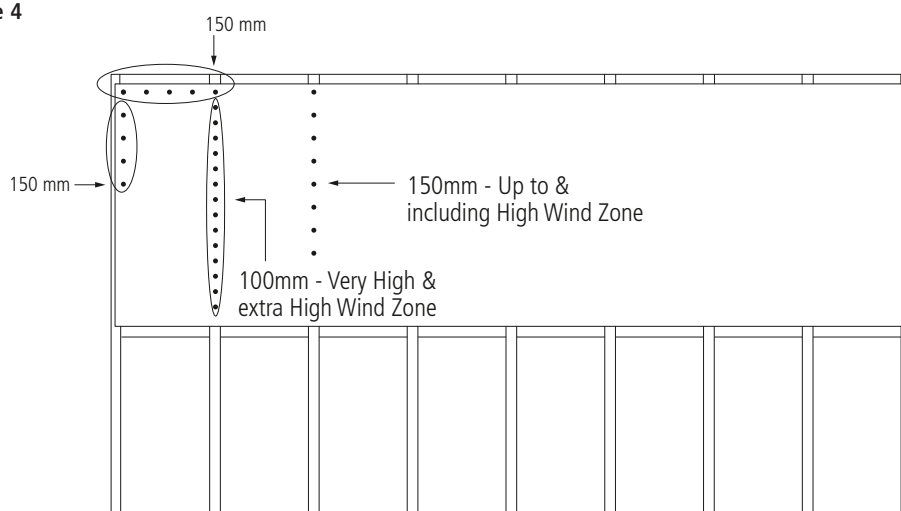 e 4
150 mm
150 mm
150mm - Up to &
including High Wind Zone
100mm - Very High &
extra High Wind Zone